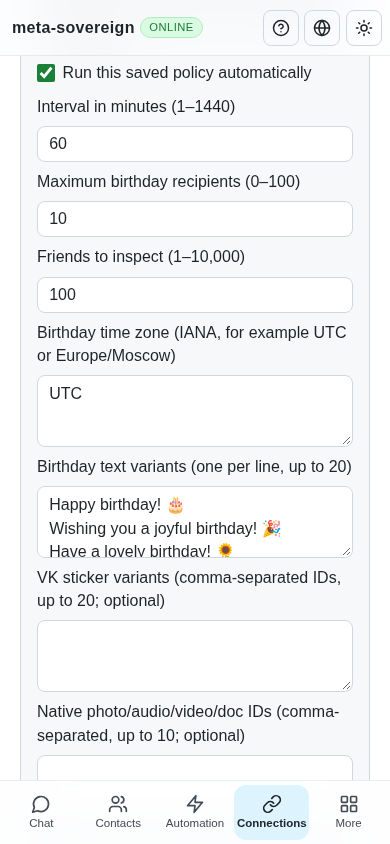 meta-sovereign ONLINE
Run this saved policy automatically
Interval in minutes (1–1440)
60
Maximum birthday recipients (0–100)
10
Friends to inspect (1–10,000)
100
Birthday time zone (IANA, for example UTC
or Europe/Moscow)
UTC
Birthday text variants (one per line, up to 20)
Happy birthday! 🎂
Wishing you a joyful birthday! 🎉
Have a lovely birthday! 🌻
VK sticker variants (comma-separated IDs,
up to 20; optional)
Native photo/audio/video/doc IDs (comma-
separated, up to 10; optional)
Chat Contacts Automation Connections More